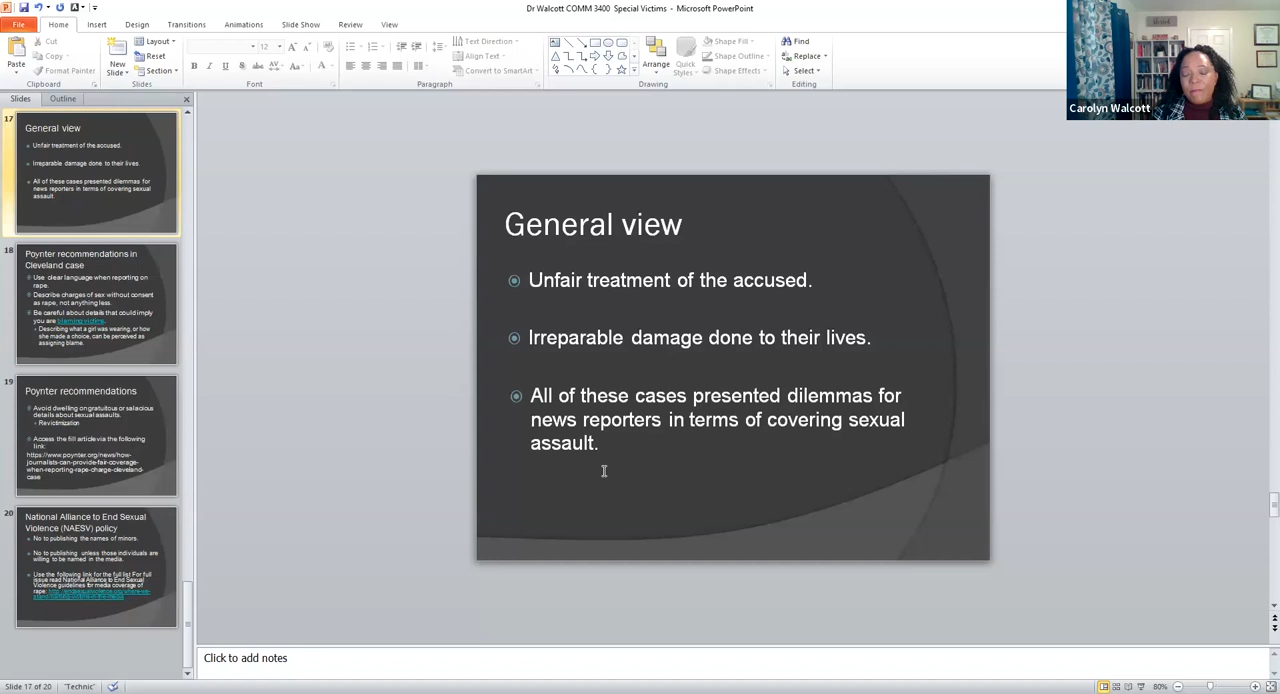 Dr Walcott COMM 3400 Special Victims - Microsoft PowerPoint
File
Home
Insert
Design
Transitions
Animations
Slide Show
Review
View
Paste
Cut
Copy
Format Painter
Clipboard
New
Slide
Layout
Reset
Section
Slides
12
Font
Paragraph
Text Direction
Align Text
Convert to SmartArt
Arrange
Quick
Styles
Shape Fill
Shape Outline
Shape Effects
Drawing
Find
Replace
Select
Editing
Carolyn Walcott
Slides
Outline
17
General view
Unfair treatment of the accused.
Irreparable damage done to their lives
All of these cases presented dilemmas for
news reporters in terms of covering sexual
assault.
18
Poynter recommendations in
Cleveland case
Use clear language when reporting on
rape.
Describe charges of sex without consent
as rape, not anything less.
Be careful about details that could imply
you are blaming victims.
Describing what a girl was wearing, or how
she made a choice, can be perceived as
assigning blame.
19
Poynter recommendations
Avoid dwelling on gratuitous or salacious
details about sexual assaults.
Revictimization
Access the fill article via the following
link:
https://www.poynter.org/news/how-
journalists-can-provide-fair-coverage-
when-reporting-rape-charge-cleveland-
case
20
National Alliance to End Sexual
Violence (NAESV) policy
No to publishing the names of minors.
No to publishing unless those individuals are
willing to be named in the media.
Use the following link for the full list For full
issue read National Alliance to End Sexual
Violence guidelines for media coverage of
rape:
General view
Unfair treatment of the accused.
Irreparable damage done to their lives.
All of these cases presented dilemmas for
news reporters in terms of covering sexual
assault.
Click to add notes
Slide 17 of 20
"Technic"
80%